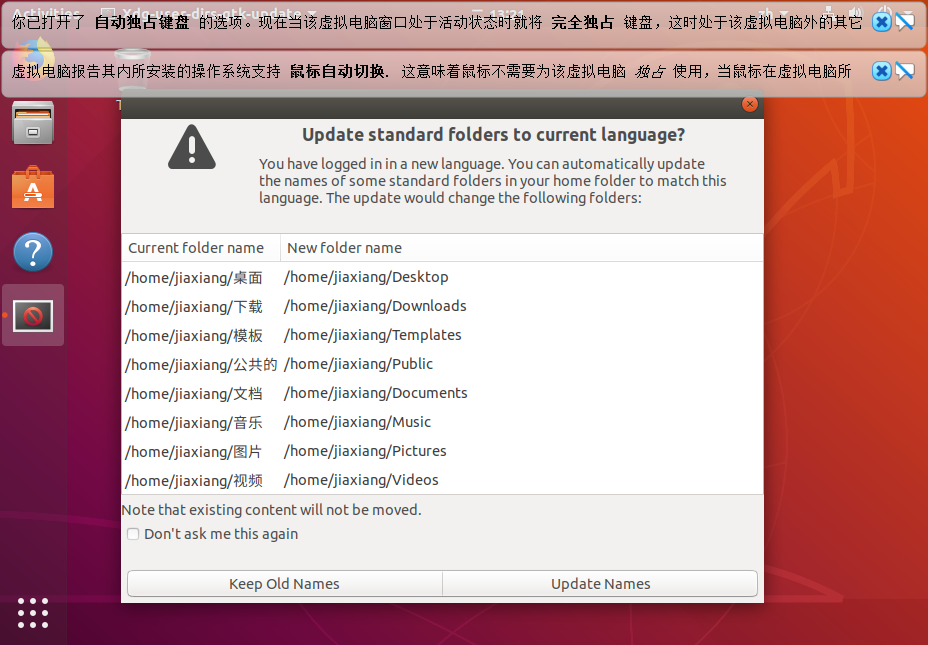 你已打开了 自动独占键盘 的选项。现在当该虚拟电脑窗口处于活动状态时就将 完全独占 键盘，这时处于该虚拟电脑外的其它
虚拟电脑报告其内所安装的操作系统支持 鼠标自动切换. 这意味着鼠标不需要为该虚拟电脑 独占 使用，当鼠标在虚拟电脑所
Update standard folders to current language?
You have logged in in a new language. You can automatically update
the names of some standard folders in your home folder to match this
language. The update would change the following folders:
Current folder name New folder name
/home/jiaxiang/桌面 /home/jiaxiang/Desktop
/home/jiaxiang/下载 /home/jiaxiang/Downloads
/home/jiaxiang/模板 /home/jiaxiang/Templates
/home/jiaxiang/公共的 /home/jiaxiang/Public
/home/jiaxiang/文档 /home/jiaxiang/Documents
/home/jiaxiang/音乐 /home/jiaxiang/Music
/home/jiaxiang/图片 /home/jiaxiang/Pictures
/home/jiaxiang/视频 /home/jiaxiang/Videos
Note that existing content will not be moved.
Don't ask me this again
Keep Old Names Update Names